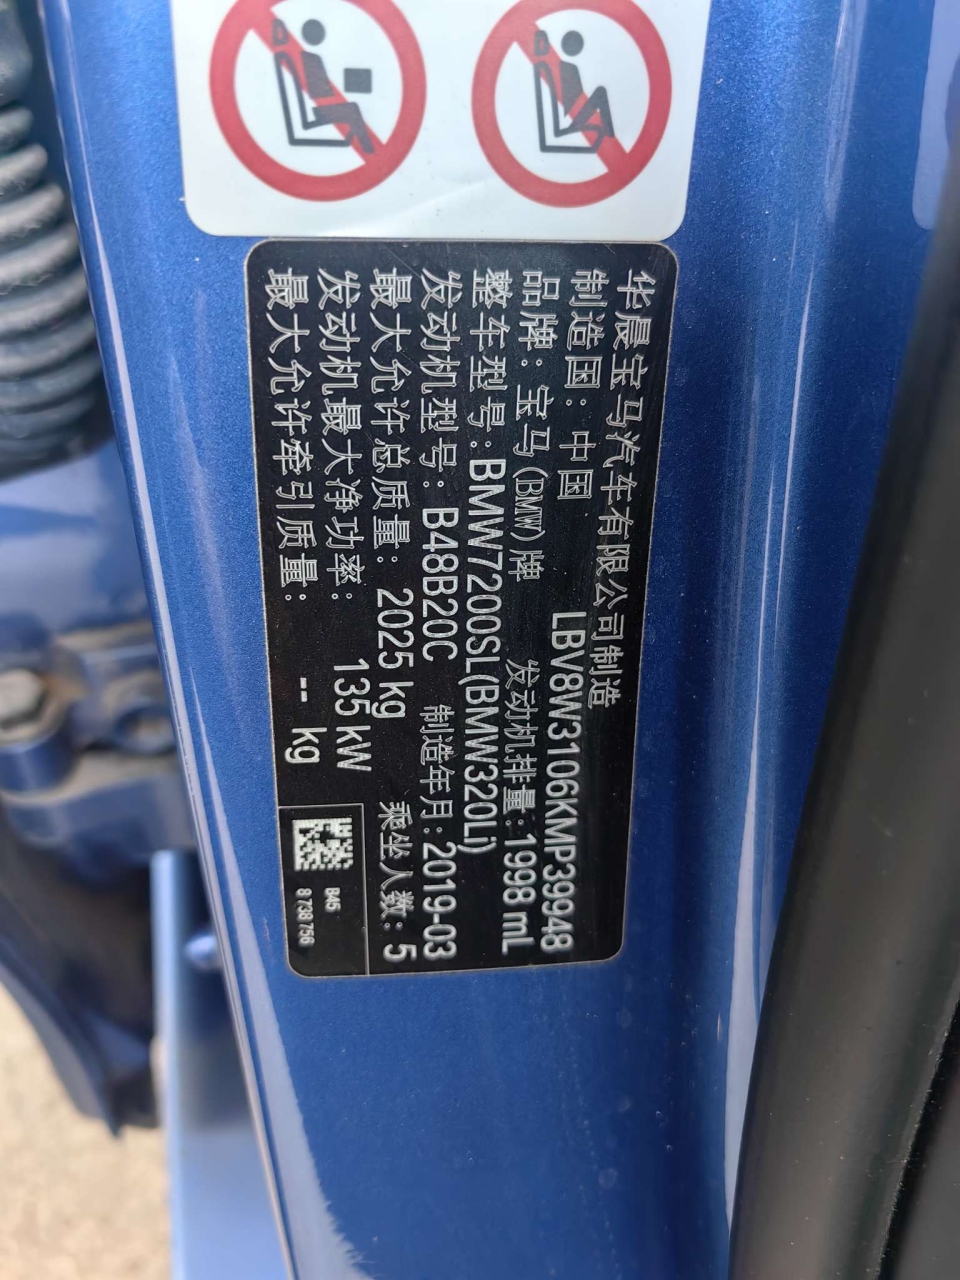 华晨宝马汽车有限公司制造
制造国：中国 LBV8W3106KMP39948
品牌：宝马(BMW)牌 发动机排量：1998 mL
整车型号：BMW7200SL(BMW320Li)
发动机型号：B48B20C 制造年月：2019-03
最大允许总质量：2025 kg 乘坐人数：5
发动机最大净功率：135 kW
最大允许牵引质量：-- kg
B45
8 738 756